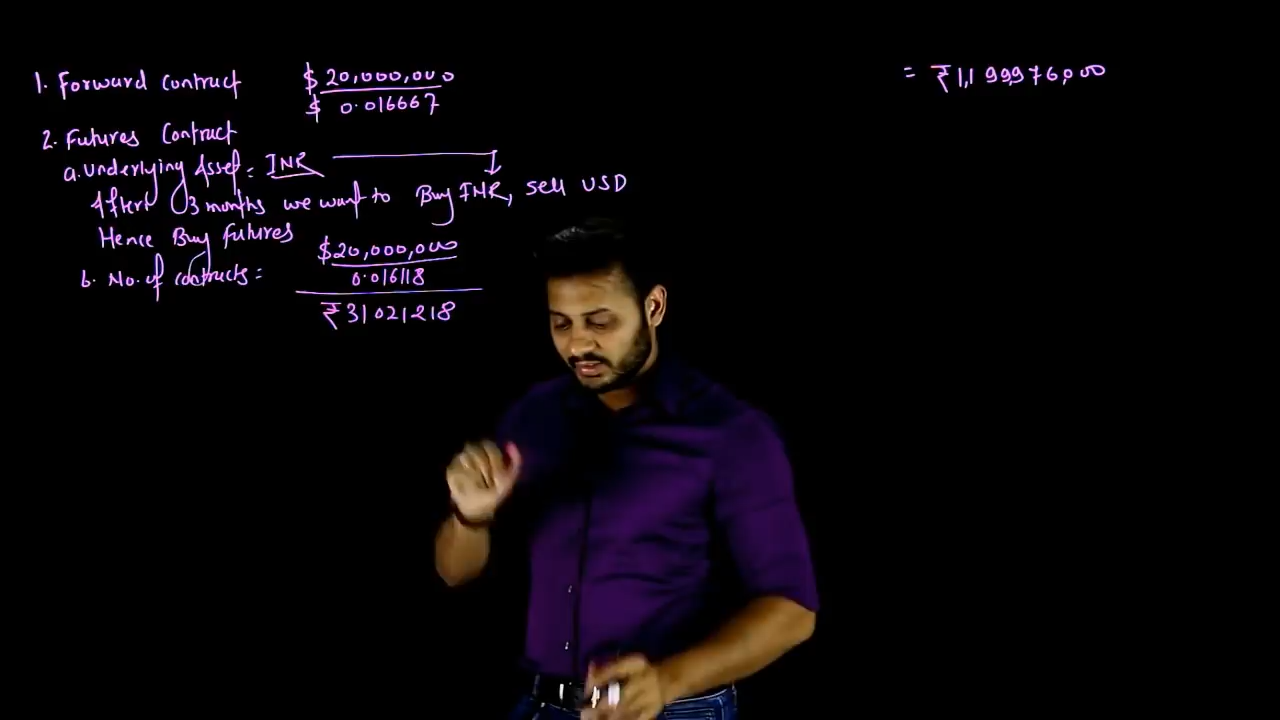 1. Forward contract $ 20,000,000 = ₹1,199,976,000
$ 0.016667
2. Futures Contract
a. Underlying Asset = INR
After 3 months we want to Buy INR, Sell USD
Hence Buy futures
$20,000,000
b. No. of contracts = 0.016118
₹31021218